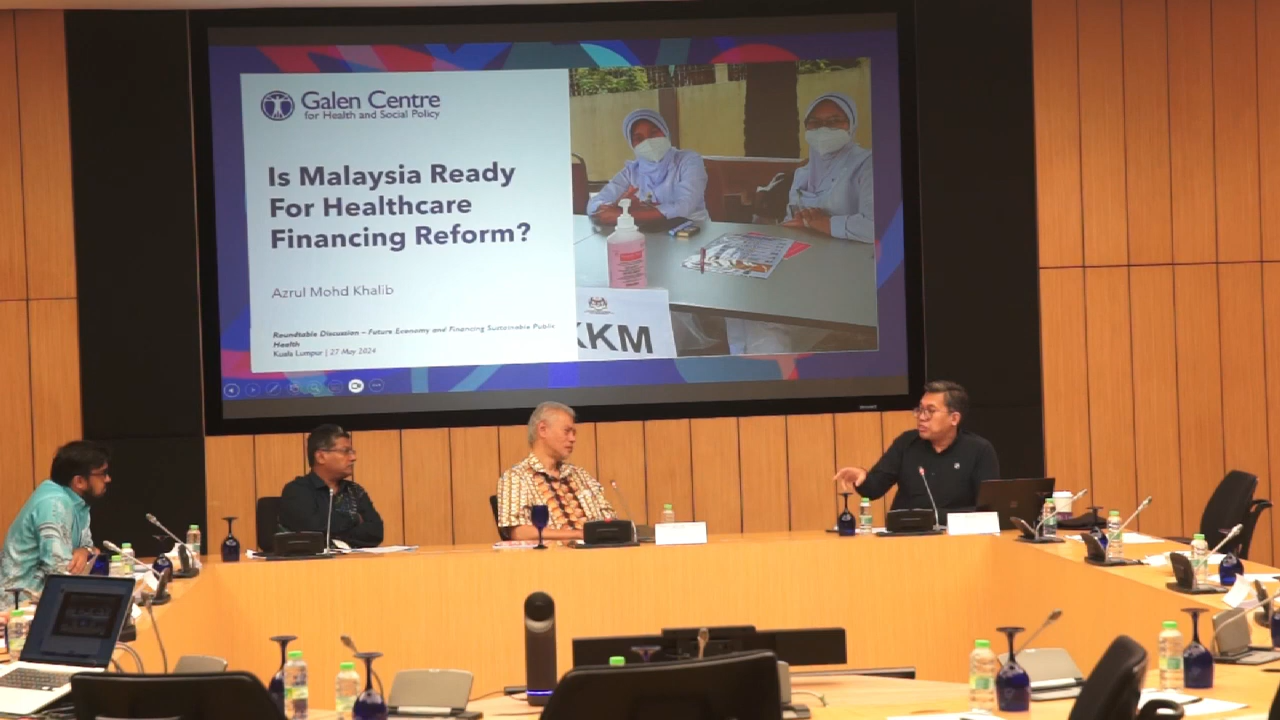 Galen Centre
for Health and Social Policy
Is Malaysia Ready
For Healthcare
Financing Reform?
Azrul Mohd Khalib
Roundtable Discussion – Future Economy and Financing Sustainable Public
Health
Kuala Lumpur | 27 May 2024
KKM